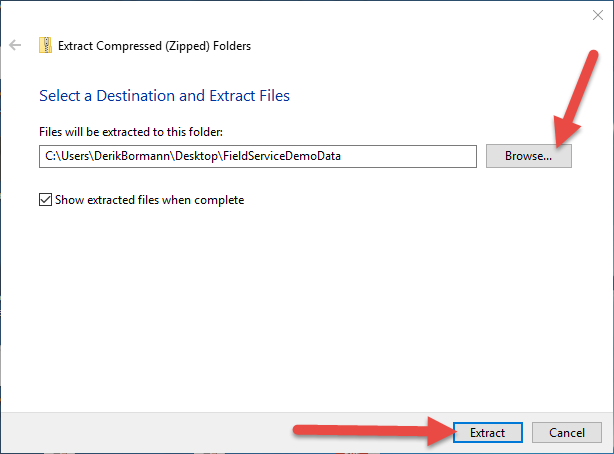 Extract Compressed (Zipped) Folders
Select a Destination and Extract Files
Files will be extracted to this folder:
C:\Users\DerikBormann\Desktop\FieldServiceDemoData
Browse...
Show extracted files when complete
Extract
Cancel